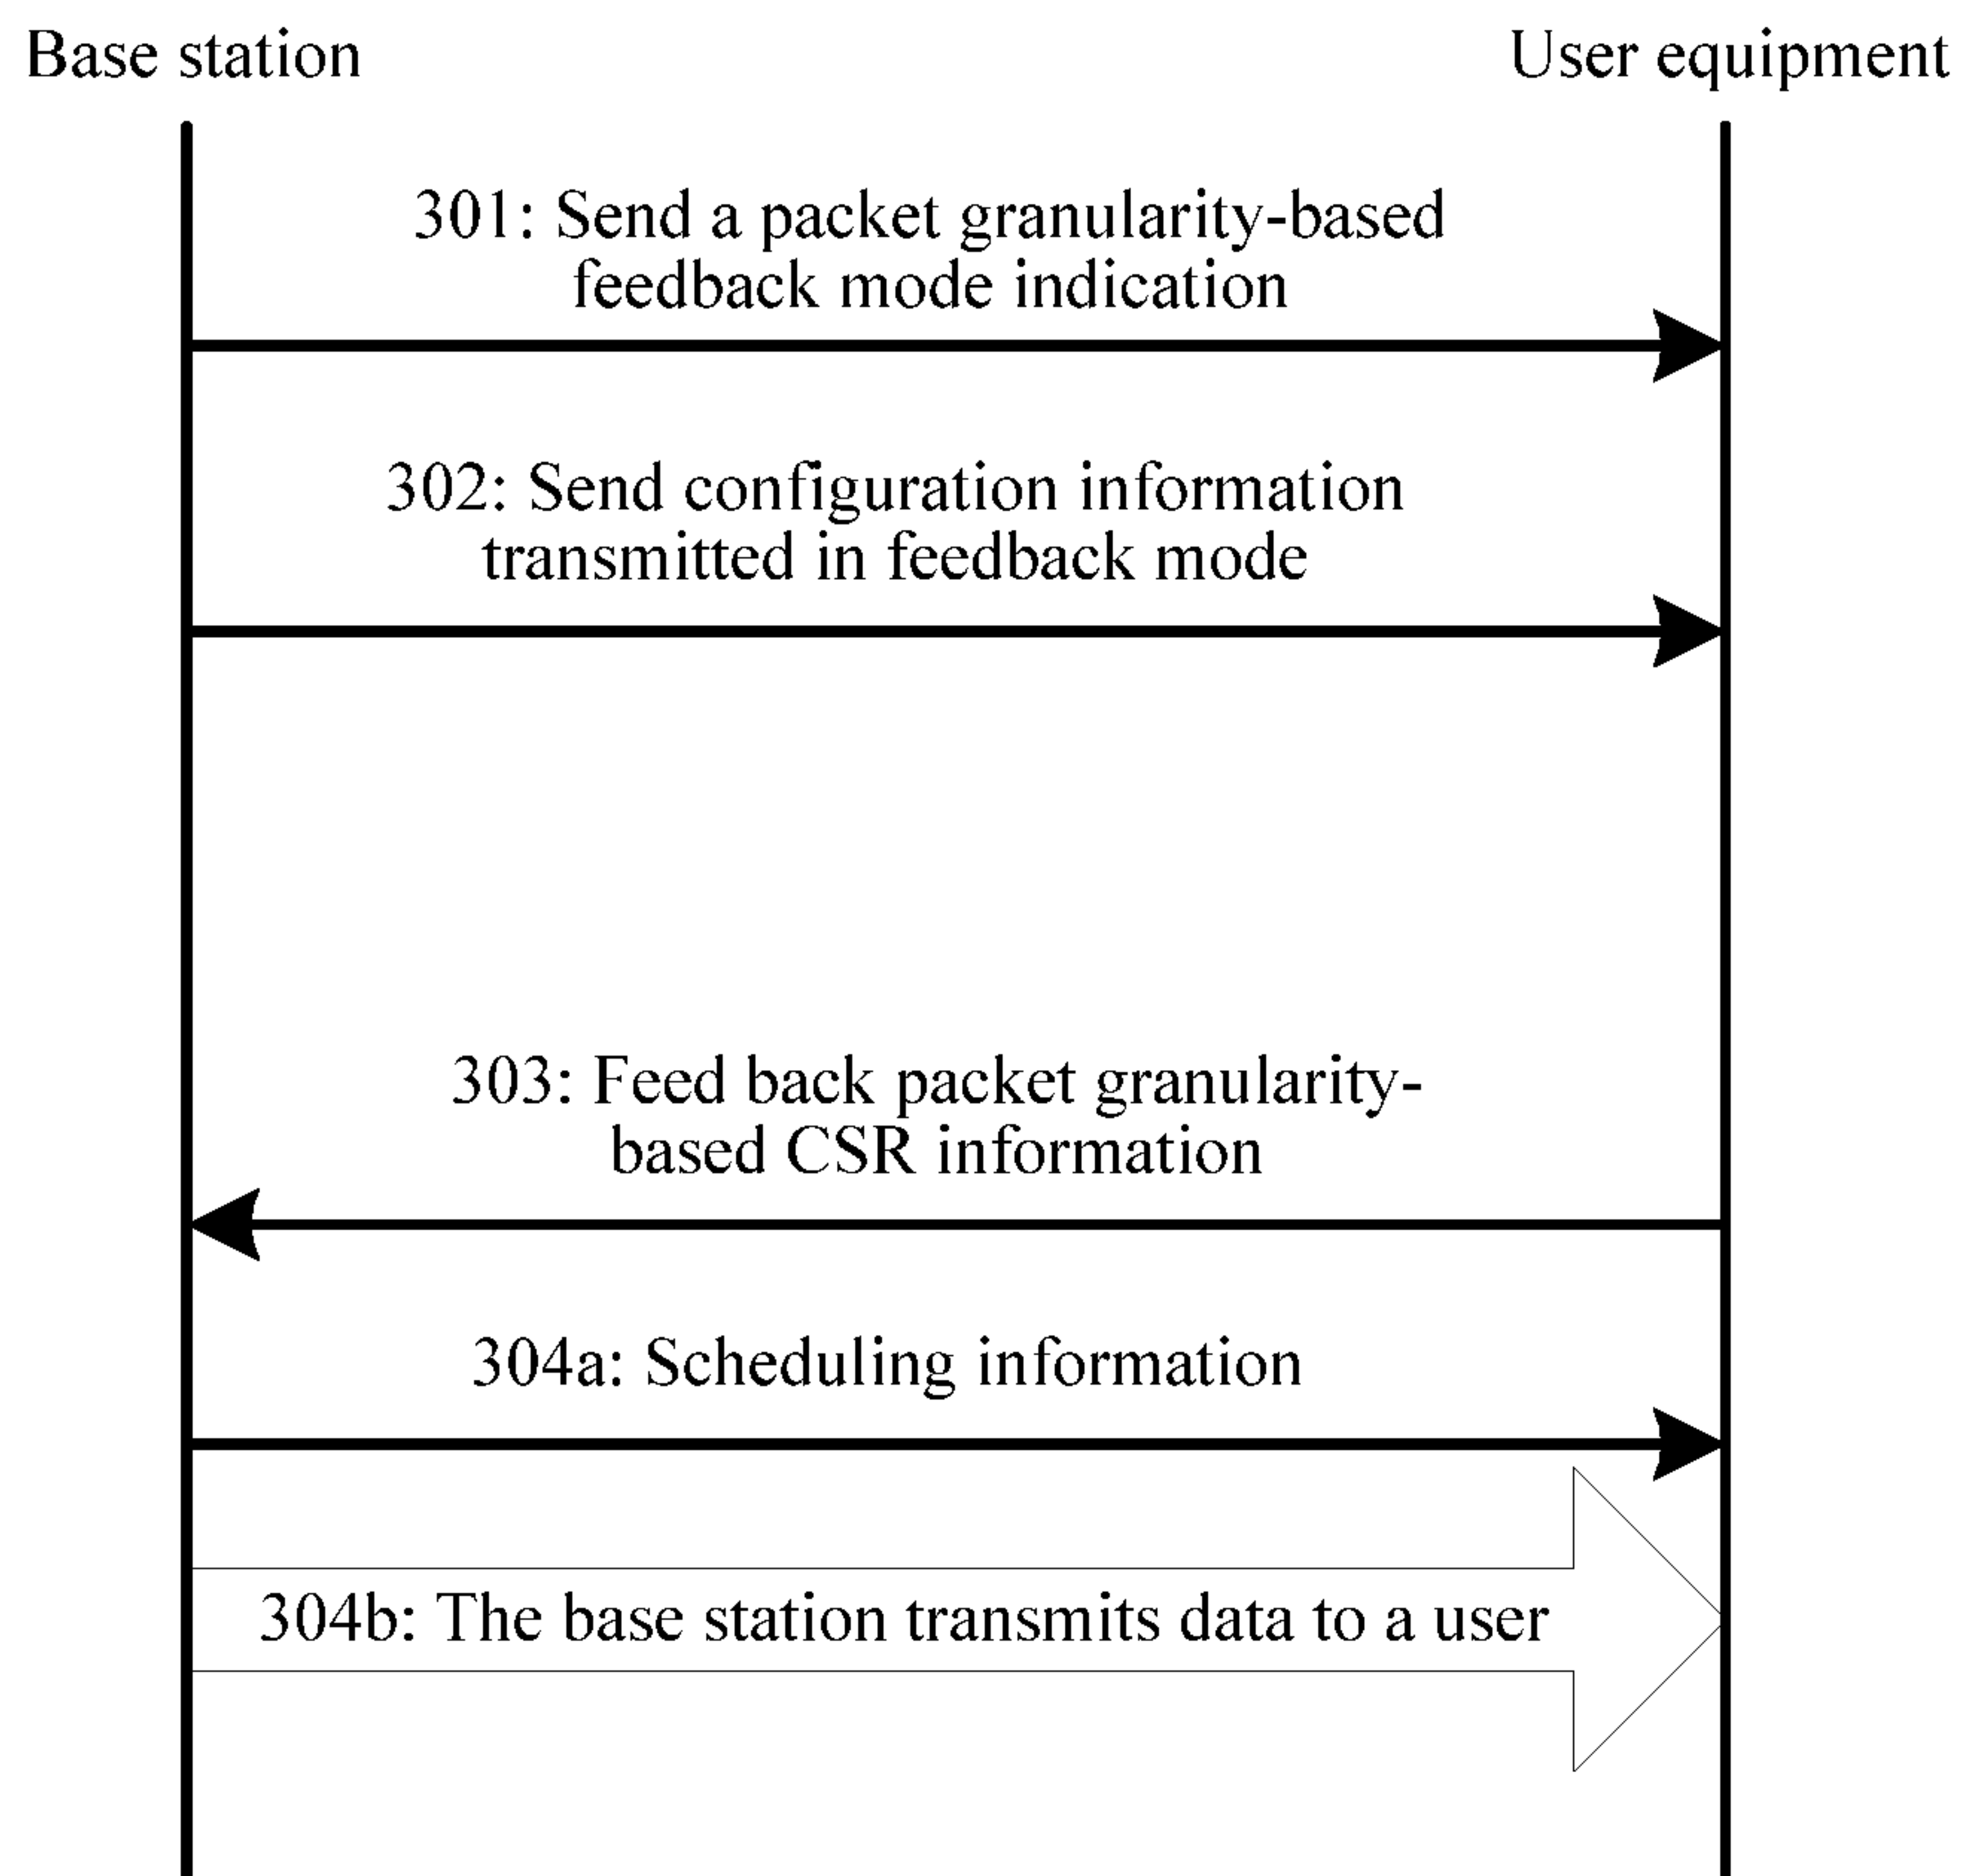 Base station
User equipment
301: Send a packet granularity-based
feedback mode indication
302: Send configuration information
transmitted in feedback mode
303: Feed back packet granularity-
based CSR information
304a: Scheduling information
304b: The base station transmits data to a user